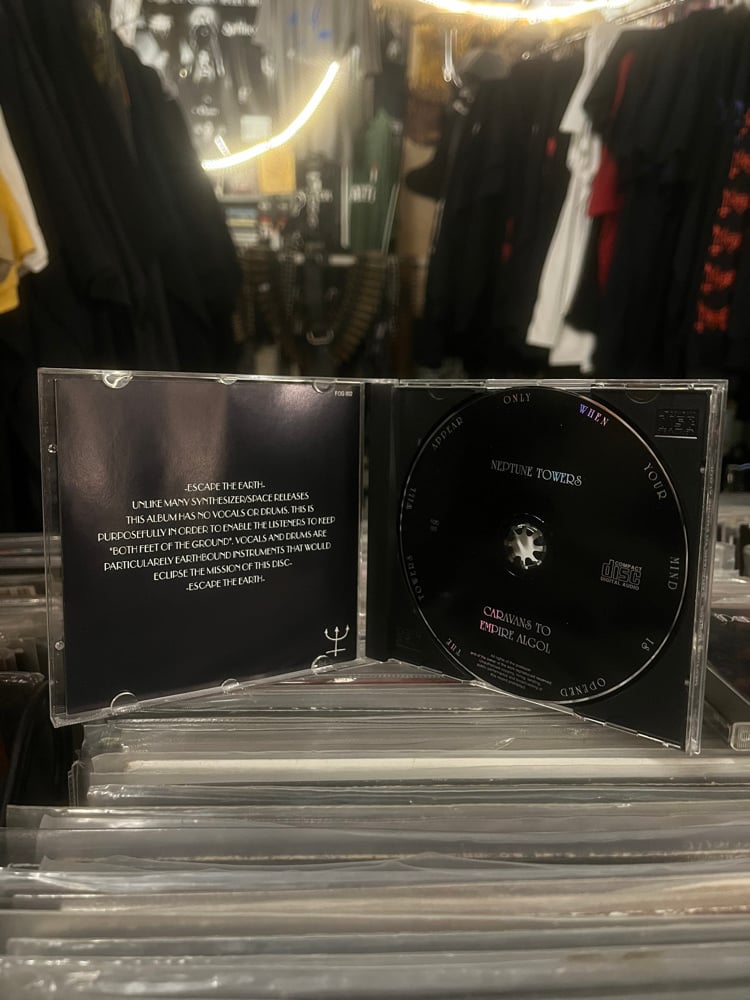 FOG 002
-ESCAPE THE EARTH-
UNLIKE MANY SYNTHESIZER/SPACE RELEASES
THIS ALBUM HAS NO VOCALS OR DRUMS. THIS IS
PURPOSEFULLY IN ORDER TO ENABLE THE LISTENERS TO KEEP
"BOTH FEET OF THE GROUND". VOCALS AND DRUMS ARE
PARTICULARELY EARTHBOUND INSTRUMENTS THAT WOULD
ECLIPSE THE MISSION OF THIS DISC-
-ESCAPE THE EARTH-
THE TOWERS WILL APPEAR ONLY WHEN YOUR MIND IS OPENED
NEPTUNE TOWERS
COMPACT
disc
DIGITAL AUDIO
CARAVANS TO
EMPIRE ALGOL